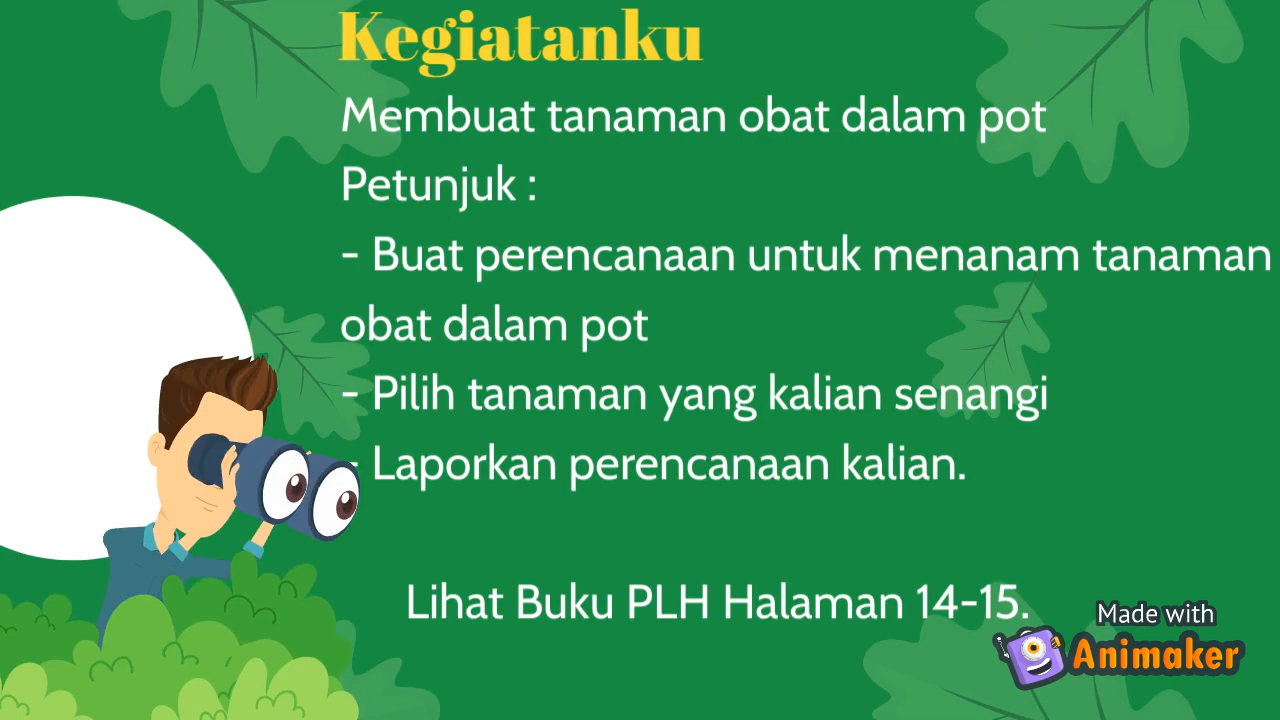 Kegiatanku
Membuat tanaman obat dalam pot
Petunjuk :
- Buat perencanaan untuk menanam tanaman
obat dalam pot
- Pilih tanaman yang kalian senangi
- Laporkan perencanaan kalian.
Lihat Buku PLH Halaman 14-15.
Made with
Animaker